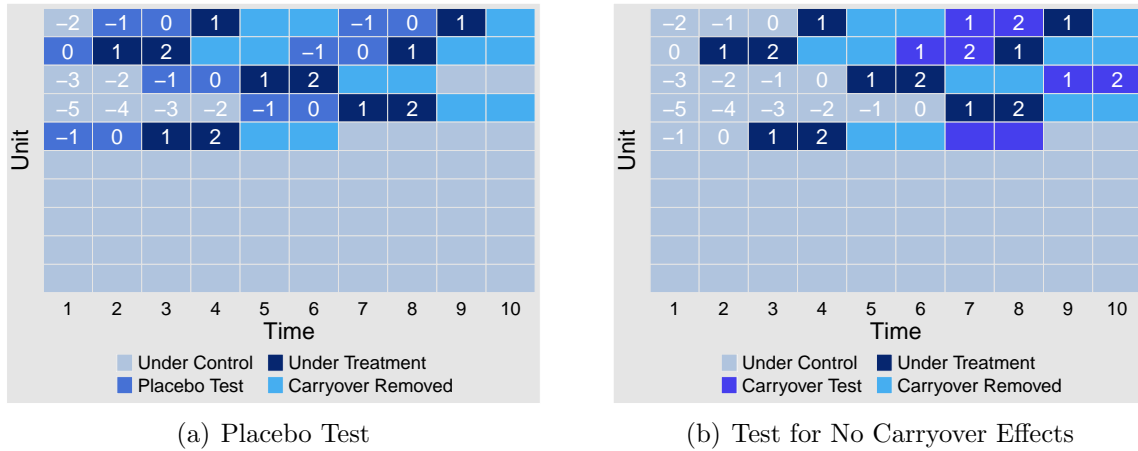 −2 −1 0 1 −1 0 1
0 1 2 −1 0 1
−3 −2 −1 0 1 2
−5 −4 −3 −2 −1 0 1 2
−1 0 1 2
Unit
1 2 3 4 5 6 7 8 9 10
Time
Under Control Under Treatment
Placebo Test Carryover Removed
(a) Placebo Test
−2 −1 0 1 1 2 1
0 1 2 1 2 1
−3 −2 −1 0 1 2 1 2
−5 −4 −3 −2 −1 0 1 2
−1 0 1 2
Unit
1 2 3 4 5 6 7 8 9 10
Time
Under Control Under Treatment
Carryover Test Carryover Removed
(b) Test for No Carryover Effects